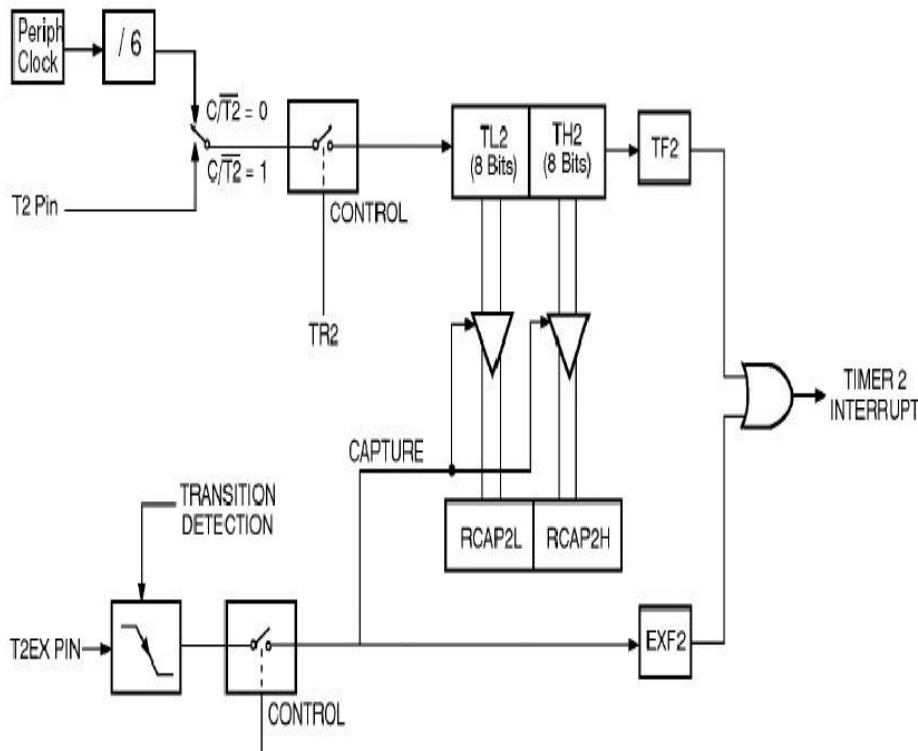 Periph
Clock
/ 6
C/T2 = 0
C/T2 = 1
T2 Pin
CONTROL
TR2
TL2
(8 Bits)
TH2
(8 Bits)
TF2
TIMER 2
INTERRUPT
CAPTURE
TRANSITION
DETECTION
RCAP2L
RCAP2H
T2EX PIN
EXF2
CONTROL